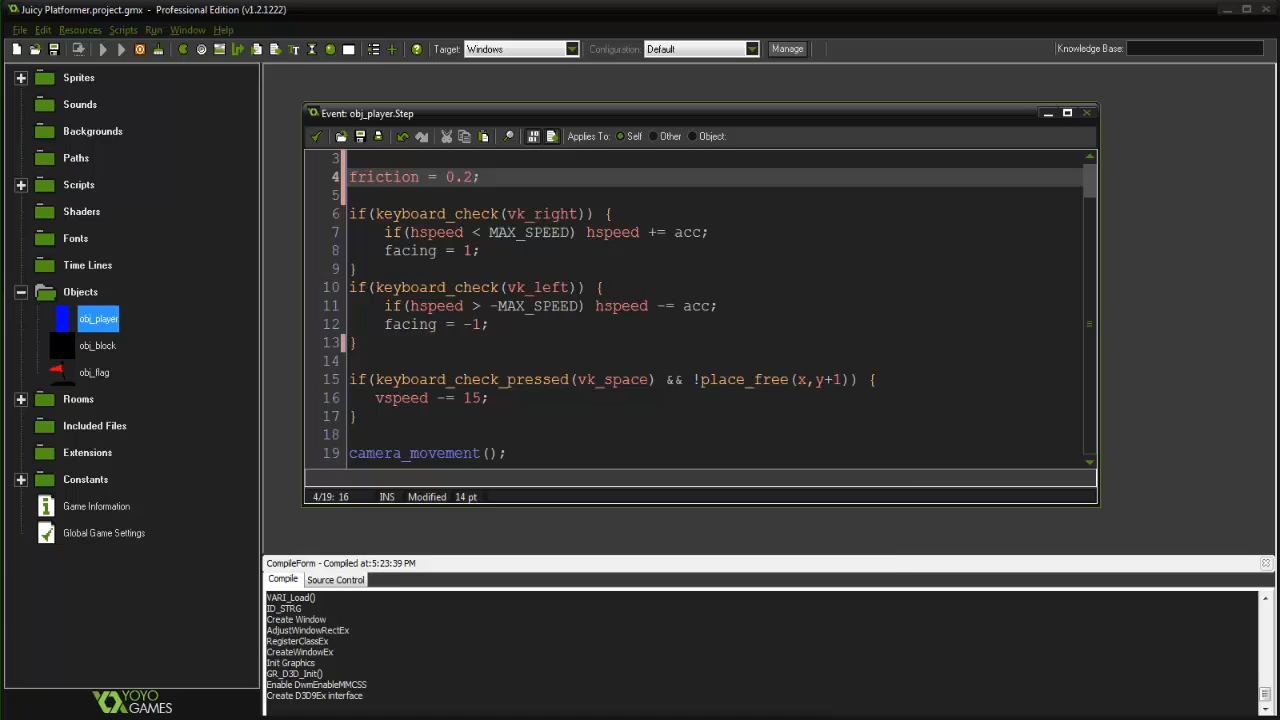 Juicy Platformer.project.gmx - Professional Edition (v1.2.1222)
File Edit Resources Scripts Run Window Help
Target: Windows Configuration: Default Manage Knowledge Base:
Sprites
Sounds
Backgrounds
Paths
Scripts
Shaders
Fonts
Time Lines
Objects
obj_player
obj_block
obj_flag
Rooms
Included Files
Extensions
Constants
Game Information
Global Game Settings
YOYO
GAMES
Event: obj_player.Step
Applies To: Self Other Object:
3
4 friction = 0.2;
5
6 if(keyboard_check(vk_right)) {
7 if(hspeed < MAX_SPEED) hspeed += acc;
8 facing = 1;
9 }
10 if(keyboard_check(vk_left)) {
11 if(hspeed > -MAX_SPEED) hspeed -= acc;
12 facing = -1;
13 }
14
15 if(keyboard_check_pressed(vk_space) && !place_free(x,y+1)) {
16 vspeed -= 15;
17 }
18
19 camera_movement();
4/19: 16 INS Modified 14 pt
CompileForm - Compiled at:5:23:39 PM
Compile Source Control
VARI_Load()
ID_STRG
Create Window
AdjustWindowRectEx
RegisterClassEx
CreateWindowEx
Init Graphics
GR_D3D_Init()
Enable DwmEnableMMCSS
Create D3D9Ex interface